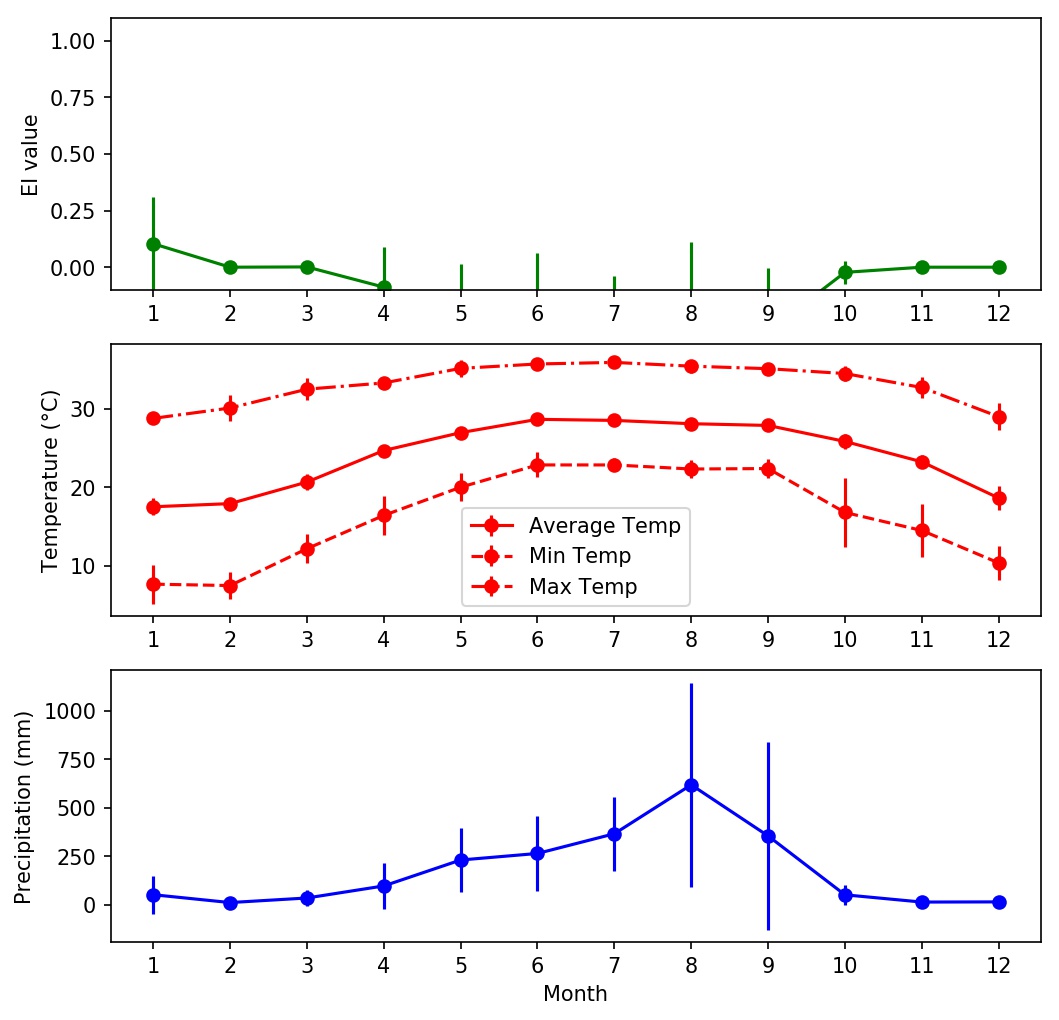 EI value
1.00
0.75
0.50
0.25
0.00
1 2 3 4 5 6 7 8 9 10 11 12
Temperature (°C)
30
20
10
Average Temp
Min Temp
Max Temp
1 2 3 4 5 6 7 8 9 10 11 12
Precipitation (mm)
1000
750
500
250
0
1 2 3 4 5 6 7 8 9 10 11 12
Month